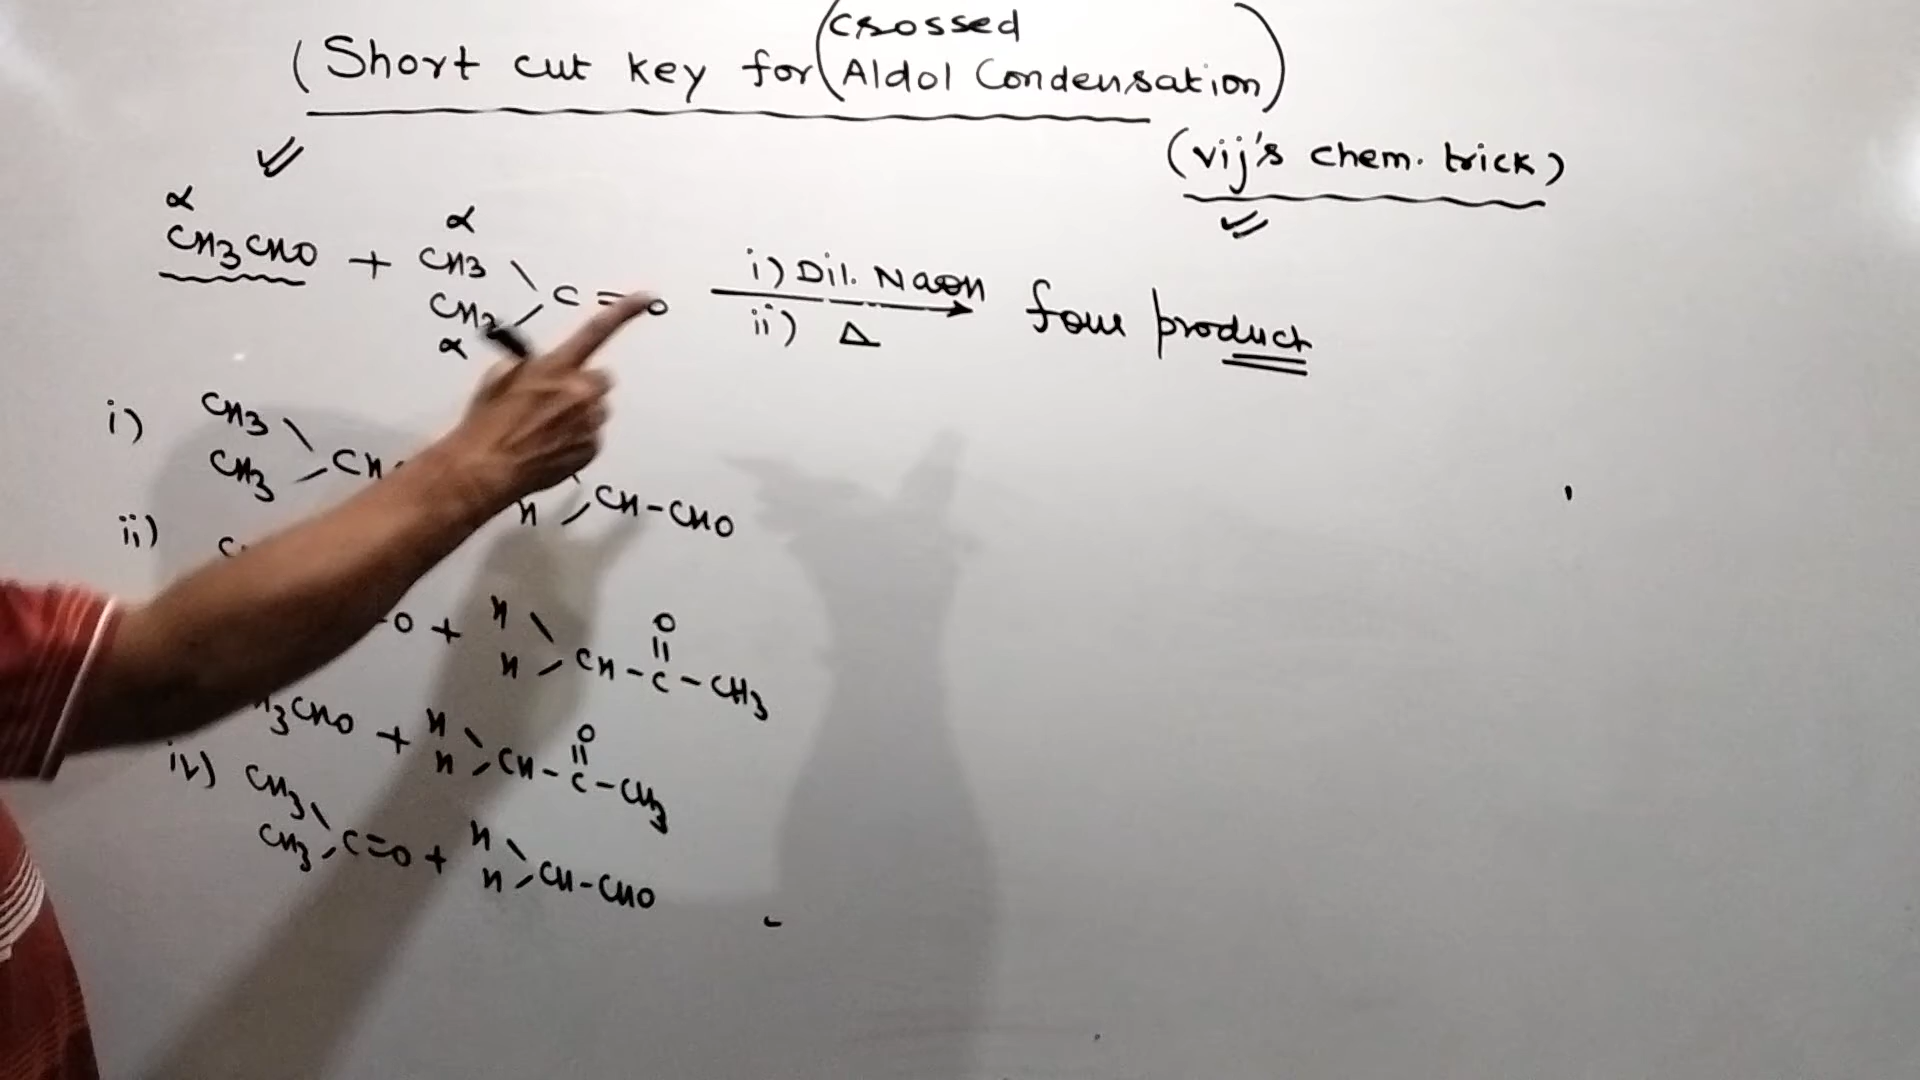 (Short cut key for (crossed
Aldol Condensation)
(vij's chem. trick)
α α
CH3CHO + CH3 \
CH3 / C = O
α
i) Dil. NaOH
ii) Δ
four product
i) CH3 \
CH3 / CH
H / CH-CHO
ii)
O + H \
H / CH - C - CH3
O
||
H3CHO + H \
H / CH - C - CH3
O
||
iv) CH3 \
CH3 / C=O + H \
H / CH-CHO